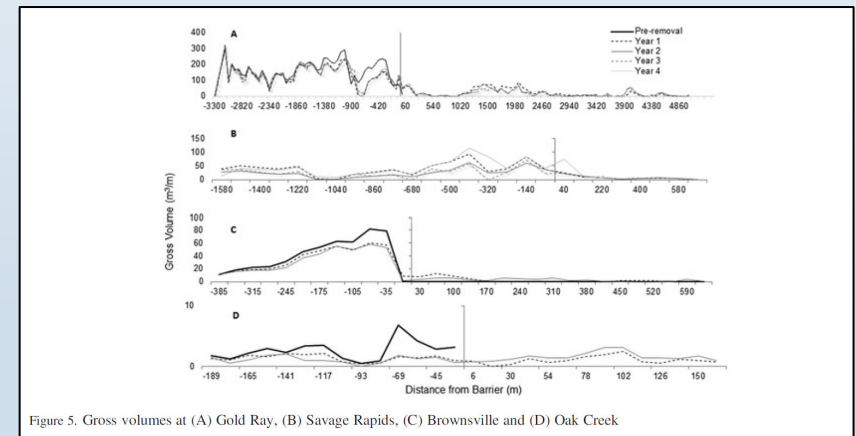 400
300
200
100
0
A
Pre-removal
Year 1
Year 2
Year 3
Year 4
-3300 -2820 -2340 -1860 -1380 -900 -420 60 540 1020 1500 1980 2460 2940 3420 3900 4380 4860
150
100
50
0
B
-1580 -1400 -1220 -1040 -860 -680 -500 -320 -140 40 220 400 580
Gross Volume (m³/m)
100
80
60
40
20
0
C
-385 -315 -245 -175 -105 -35 30 100 170 240 310 380 450 520 590
10
0
D
-189 -165 -141 -117 -93 -69 -45 6 30 54 78 102 126 150
Distance from Barrier (m)
Figure 5. Gross volumes at (A) Gold Ray, (B) Savage Rapids, (C) Brownsville and (D) Oak Creek